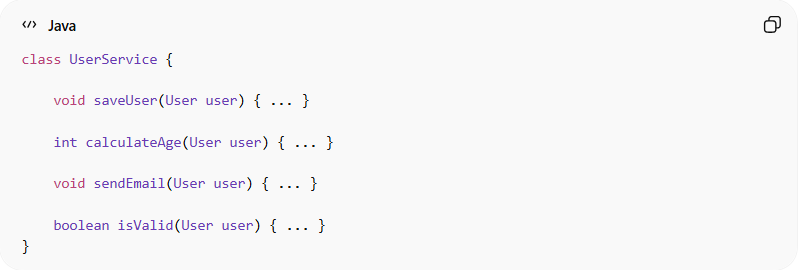 </> Java
class UserService {
void saveUser(User user) { ... }
int calculateAge(User user) { ... }
void sendEmail(User user) { ... }
boolean isValid(User user) { ... }
}